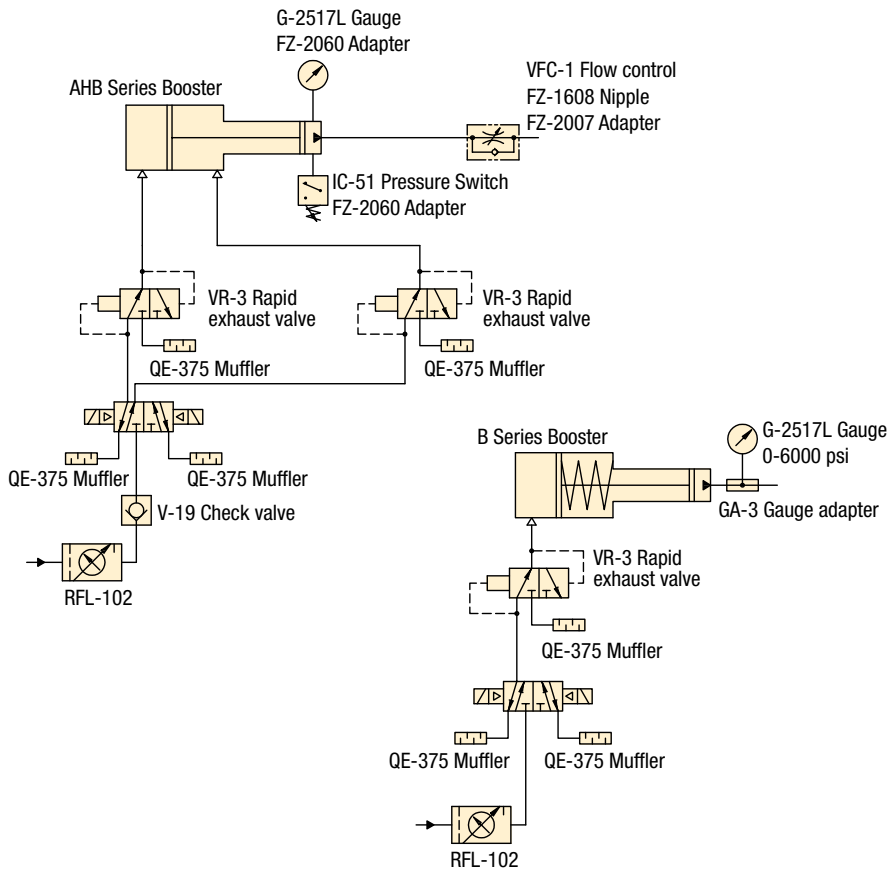 G-2517L Gauge
FZ-2060 Adapter
AHB Series Booster
VFC-1 Flow control
FZ-1608 Nipple
FZ-2007 Adapter
IC-51 Pressure Switch
FZ-2060 Adapter
VR-3 Rapid
exhaust valve
VR-3 Rapid
exhaust valve
QE-375 Muffler
QE-375 Muffler
QE-375 Muffler
QE-375 Muffler
V-19 Check valve
RFL-102
B Series Booster
G-2517L Gauge
0-6000 psi
GA-3 Gauge adapter
VR-3 Rapid
exhaust valve
QE-375 Muffler
QE-375 Muffler
QE-375 Muffler
RFL-102